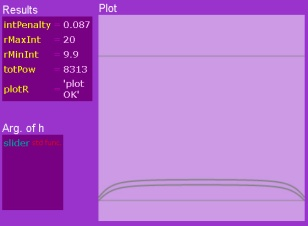 Results
Plot
intPenalty = 0.087
rMaxInt = 20
rMinInt = 9.9
totPow = 8313
plotR = 'plot OK'
Arg. of h
slider